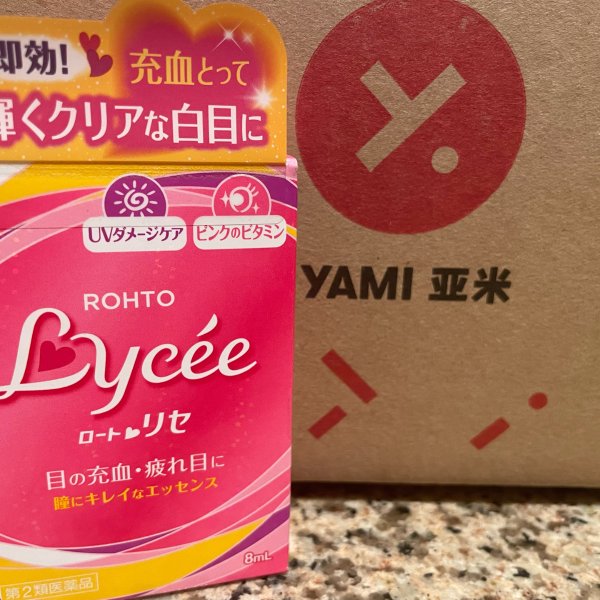 即効!
充血とって
輝くクリアな白目に
UVダメージケア
ピンクのビタミン
ROHTO
Lycée
ロートリセ
目の充血・疲れ目に
瞳にキレイなエッセンス
8mL
第2類医薬品
YAMI 亚米